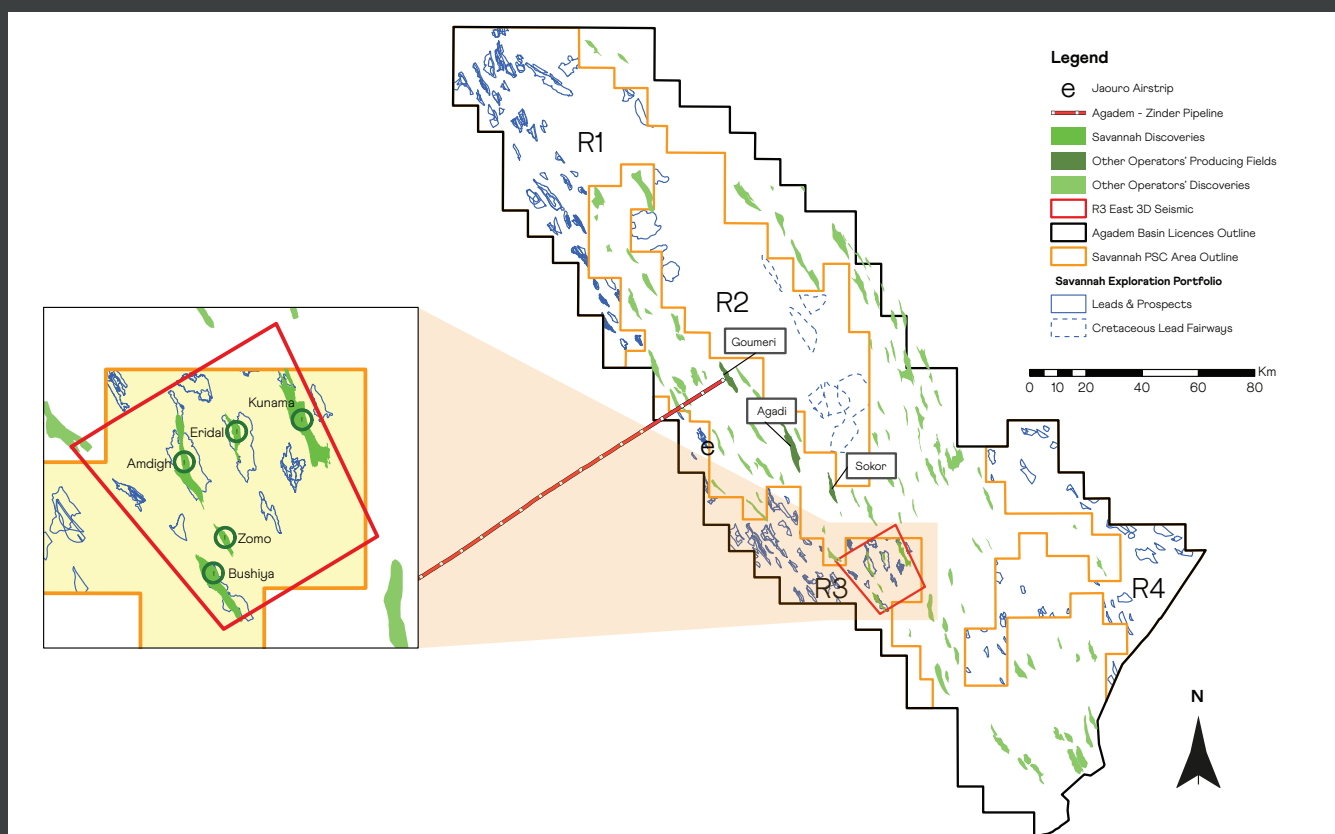 Legend
e Jaouro Airstrip
Agadem - Zinder Pipeline
Savannah Discoveries
Other Operators' Producing Fields
Other Operators' Discoveries
R3 East 3D Seismic
Agadem Basin Licences Outline
Savannah PSC Area Outline
Savannah Exploration Portfolio
Leads & Prospects
Cretaceous Lead Fairways
Km
0 10 20 40 60 80
R1
R2
Goumeri
Agadi
e
Sokor
R3
R4
Kunama
Eridal
Amdigh
Zomo
Bushiya
N